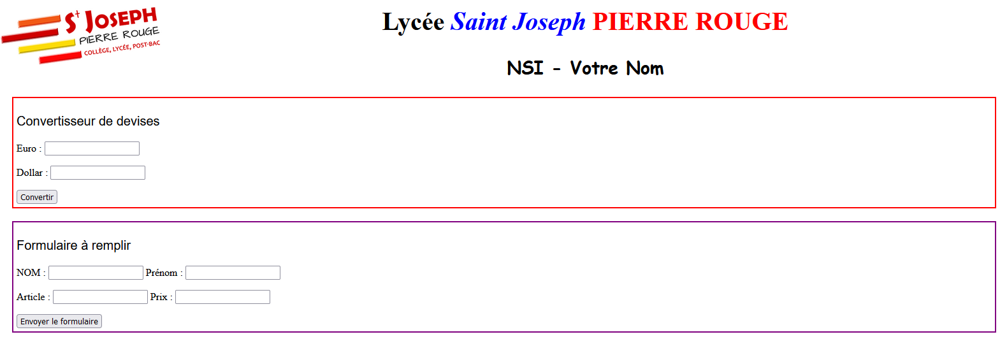 St JOSEPH
PIERRE ROUGE
COLLÈGE, LYCÉE, POST-BAC
Lycée Saint Joseph PIERRE ROUGE
NSI - Votre Nom
Convertisseur de devises
Euro :
Dollar :
Convertir
Formulaire à remplir
NOM : Prénom :
Article : Prix :
Envoyer le formulaire